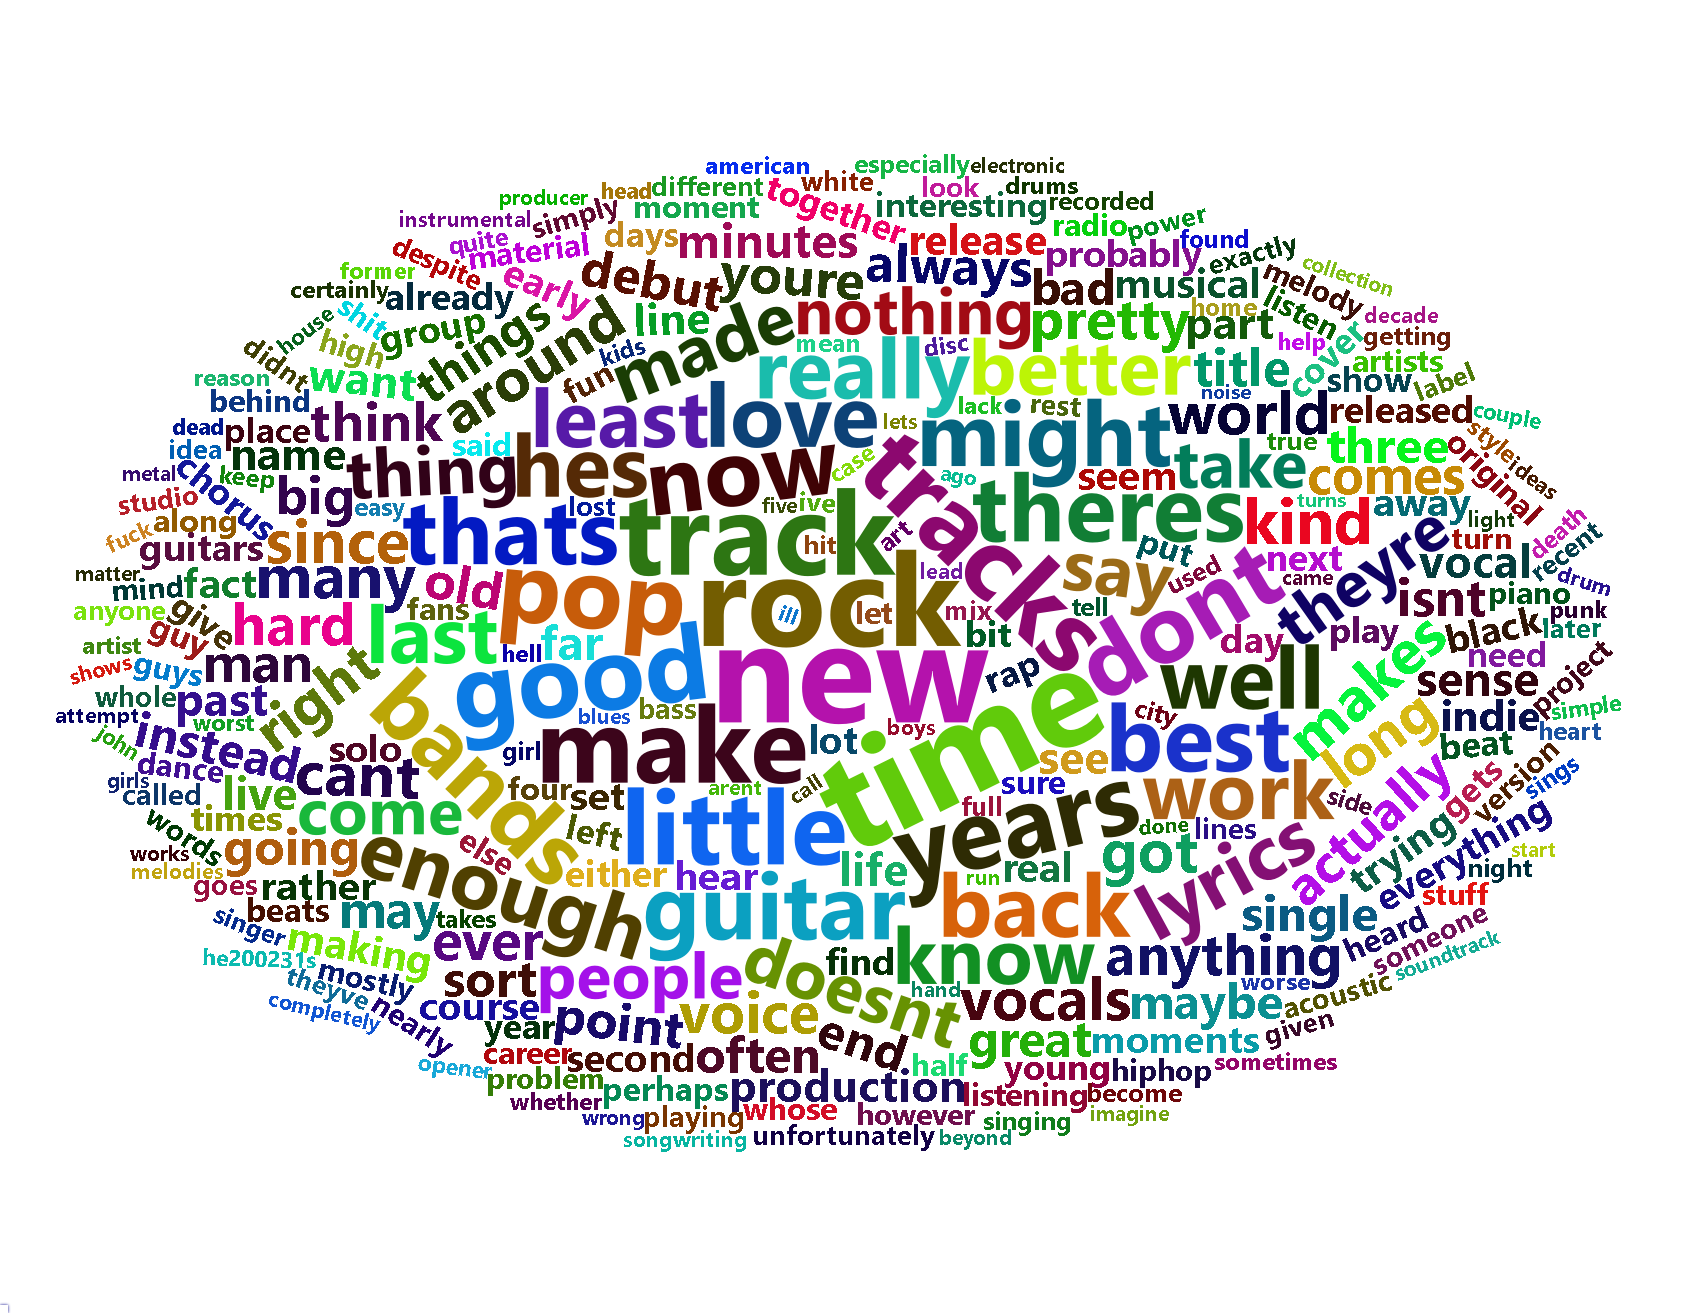 american
especially
electronic
producer
head
different
together
white
look
drums
instrumental
simply
moment
interesting
recorded
quite
material
days
minutes
release
radio
power
despite
early
debut
youre
always
probably
found
exactly
former
certainly
already
things
around
line
made
nothing
bad
musical
melody
collection
house
shit
group
kids
mean
disc
pretty
part
home
listen
decade
didnt
high
want
fun
really
better
title
help
cover
getting
artists
reason
behind
think
least
love
lets
lack
rest
noise
world
show
label
released
couple
dead
place
said
might
true
three
style
idea
name
thing
hes
now
case
tracks
ago
seem
take
comes
original
ideas
metal
chorus
keep
big
easy
lost
five
ive
theres
turns
kind
away
studio
along
thats
track
art
light
fuck
guitars
since
hit
put
they're
turn
death
matter
mind
fact
many
old
pop
rock
lead
say
used
next
came
vocal
recent
drum
anyone
give
fans
ill
let
mix
tell
dont
isnt
piano
punk
artist
guy
hard
last
far
hell
good
new
bit
day
play
black
later
shows
guys
man
right
rap
well
makes
need
sense
project
whole
past
bands
blues
bass
boys
time
city
best
long
indie
simple
attempt
worst
john
instead
solo
girl
make
lot
see
beat
heart
girls
dance
cant
four
set
arent
call
sure
work
side
actually
gets
version
sings
called
live
times
come
left
little
full
years
done
lines
words
going
enough
else
either
hear
life
run
real
got
lyrics
trying
everything
start
works
melodies
goes
rather
night
beats
may
takes
guitar
back
single
stuff
singer
making
ever
people
doesnt
find
know
anything
heard
someone
soundtrack
he200231s
theyve
mostly
sort
hand
vocals
maybe
worse
acoustic
completely
nearly
course
year
point
voice
end
great
moments
given
opener
career
second
often
half
young
hiphop
sometimes
problem
perhaps
production
listening
become
whether
wrong
playing
whose
however
singing
imagine
songwriting
unfortunately
beyond